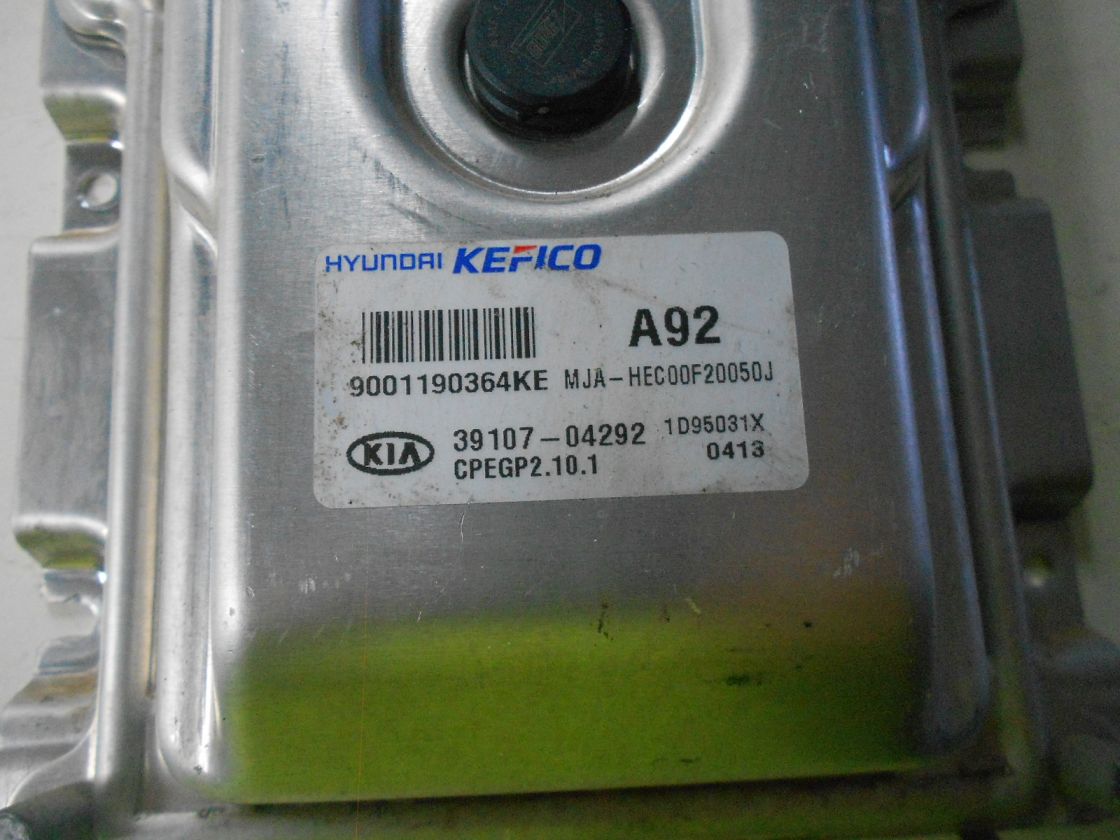 HYUNDAI KEFICO
A92
9001190364KE MJA-HEC00F20050J
KIA 39107-04292 1D95031X
CPEGP2.10.1 0413